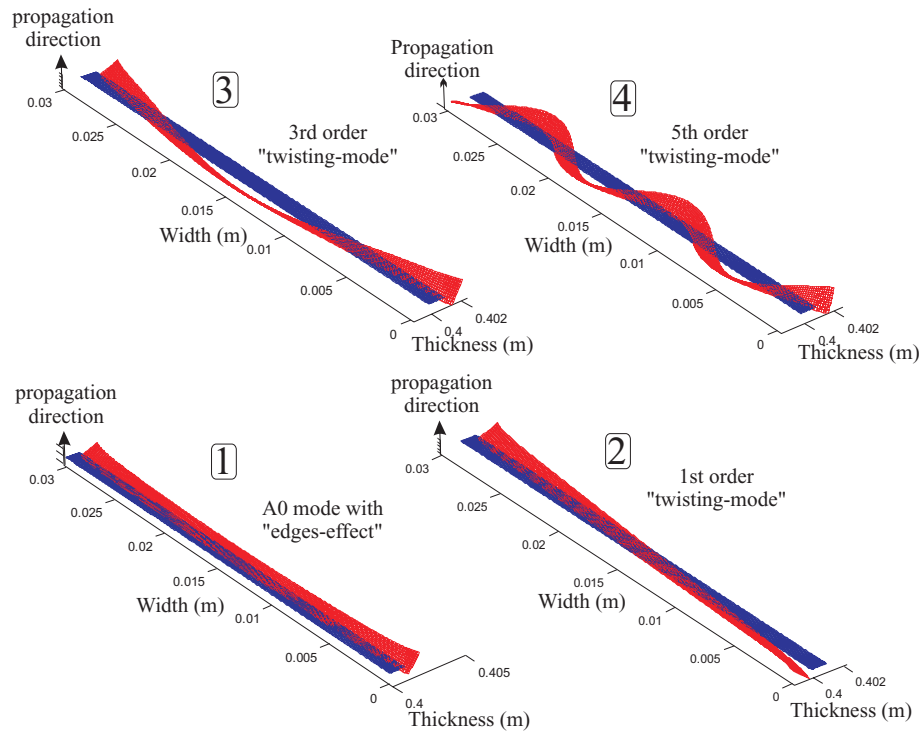 propagation
direction
3
3rd order
"twisting-mode"
0.03
0.025
0.02
0.015
0.01
0.005
0
Width (m)
0.4
0.402
Thickness (m)
Propagation
direction
4
5th order
"twisting-mode"
0.03
0.025
0.02
0.015
0.01
0.005
0
Width (m)
0.4
0.402
Thickness (m)
propagation
direction
1
A0 mode with
"edges-effect"
0.03
0.025
0.02
0.015
0.01
0.005
0
Width (m)
0.4
0.405
Thickness (m)
propagation
direction
2
1st order
"twisting-mode"
0.03
0.025
0.02
0.015
0.01
0.005
0
Width (m)
0.4
0.402
Thickness (m)